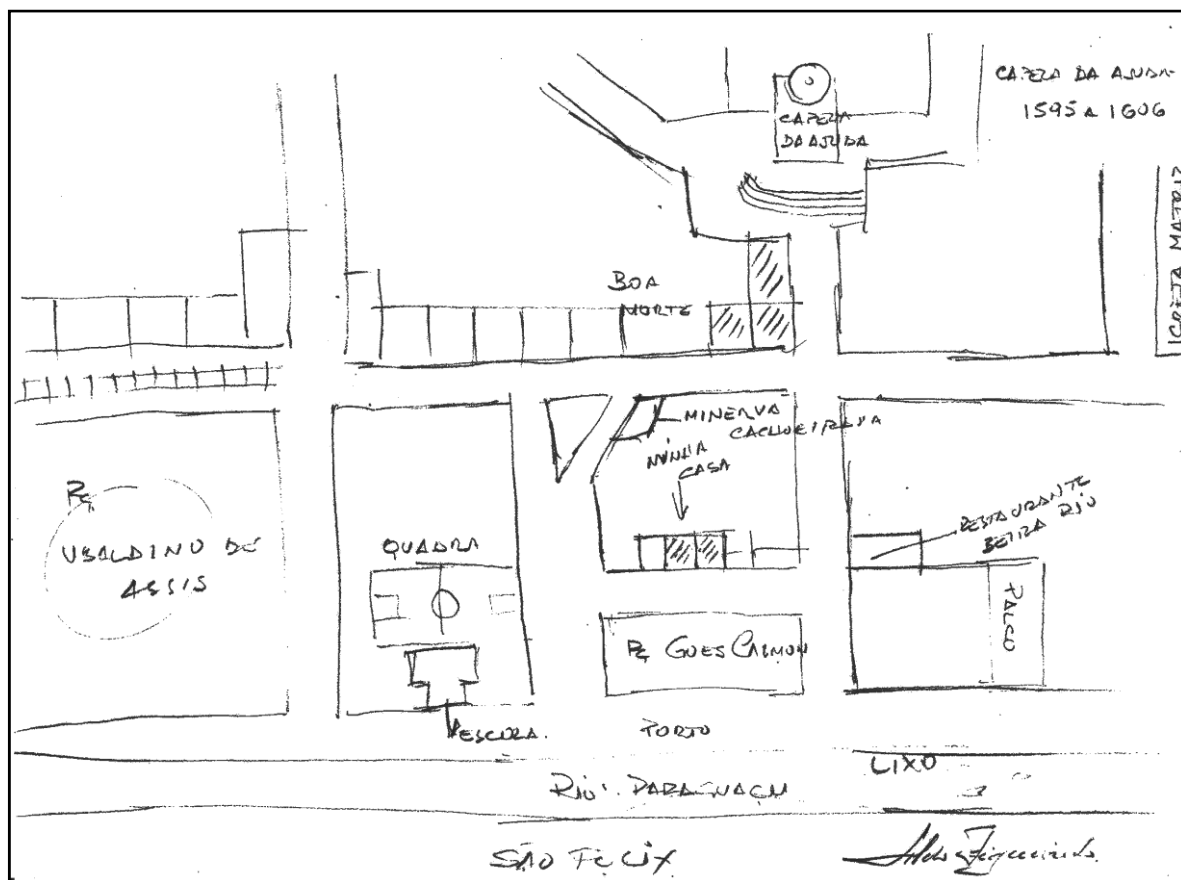 CAPELA DA AJUDA
1595 A 1606
CAPELA
DA AJUDA
IGREJA MATRIZ
BOA
MORTE
MINERVA
CACHOEIRANA
MINHA
CASA
RESTAURANTE
BEIRA RIO
PÇ
UBALDINO DE
ASSIS
QUADRA
PALCO
PÇ GOES CALMON
ESCOLA.
PORTO
LIXO
RIO: PARAGUAÇU
SÃO FELIX